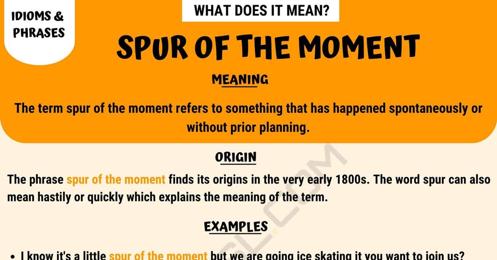 IDIOMS &
PHRASES
WHAT DOES IT MEAN?
SPUR OF THE MOMENT
MEANING
The term spur of the moment refers to something that has happened spontaneously or
without prior planning.
ORIGIN
The phrase spur of the moment finds its origins in the very early 1800s. The word spur can also
mean hastily or quickly which explains the meaning of the term.
EXAMPLES
• I know it's a little spur of the moment but we are going ice skating it you want to join us?